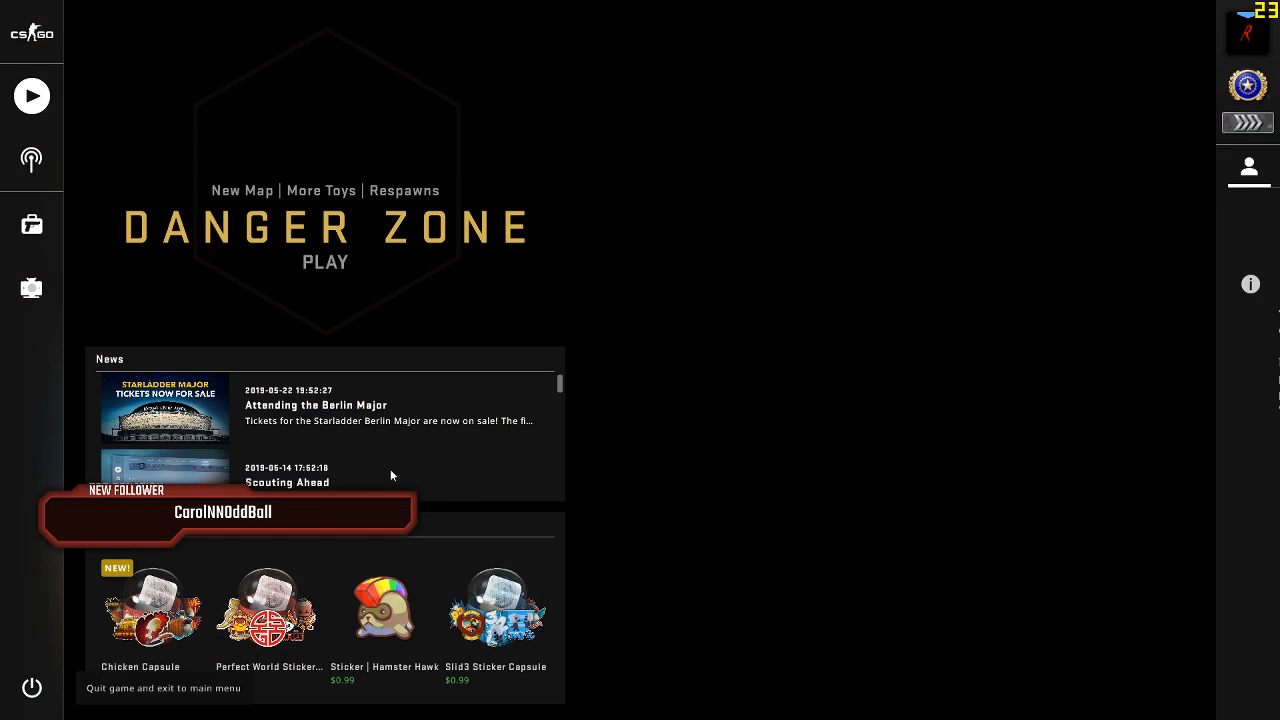 23
CS GO
R
New Map | More Toys | Respawns
DANGER ZONE
PLAY
News
STARLADDER MAJOR
TICKETS NOW FOR SALE
2019-05-22 19:52:27
Attending the Berlin Major
Tickets for the Starladder Berlin Major are now on sale! The fi...
2019-05-14 17:52:18
Scouting Ahead
NEW FOLLOWER
CarolNNOddBall
NEW!
Chicken Capsule
Perfect World Sticker...
Sticker | Hamster Hawk
Slid3 Sticker Capsule
$0.99
$0.99
Quit game and exit to main menu